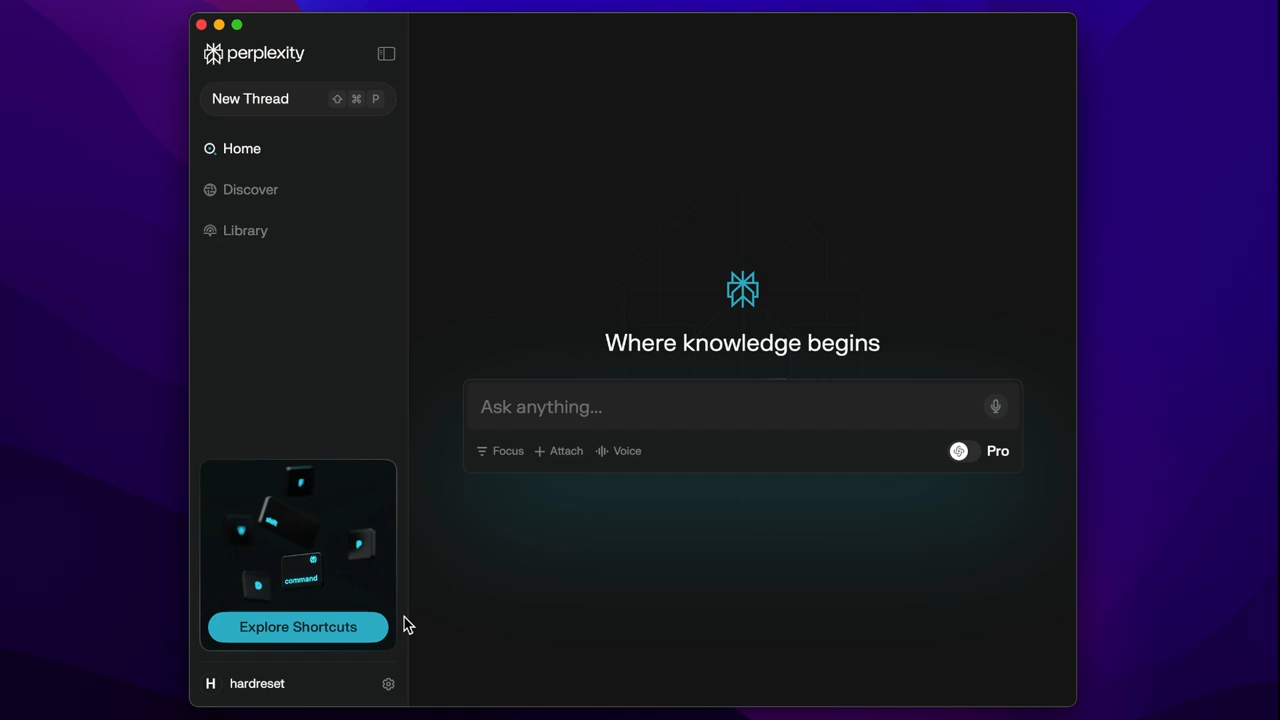 perplexity
New Thread ⇧ ⌘ P
Home
Discover
Library
Where knowledge begins
Ask anything...
Focus Attach Voice Pro
P
shift
P
command
D
Explore Shortcuts
H hardreset